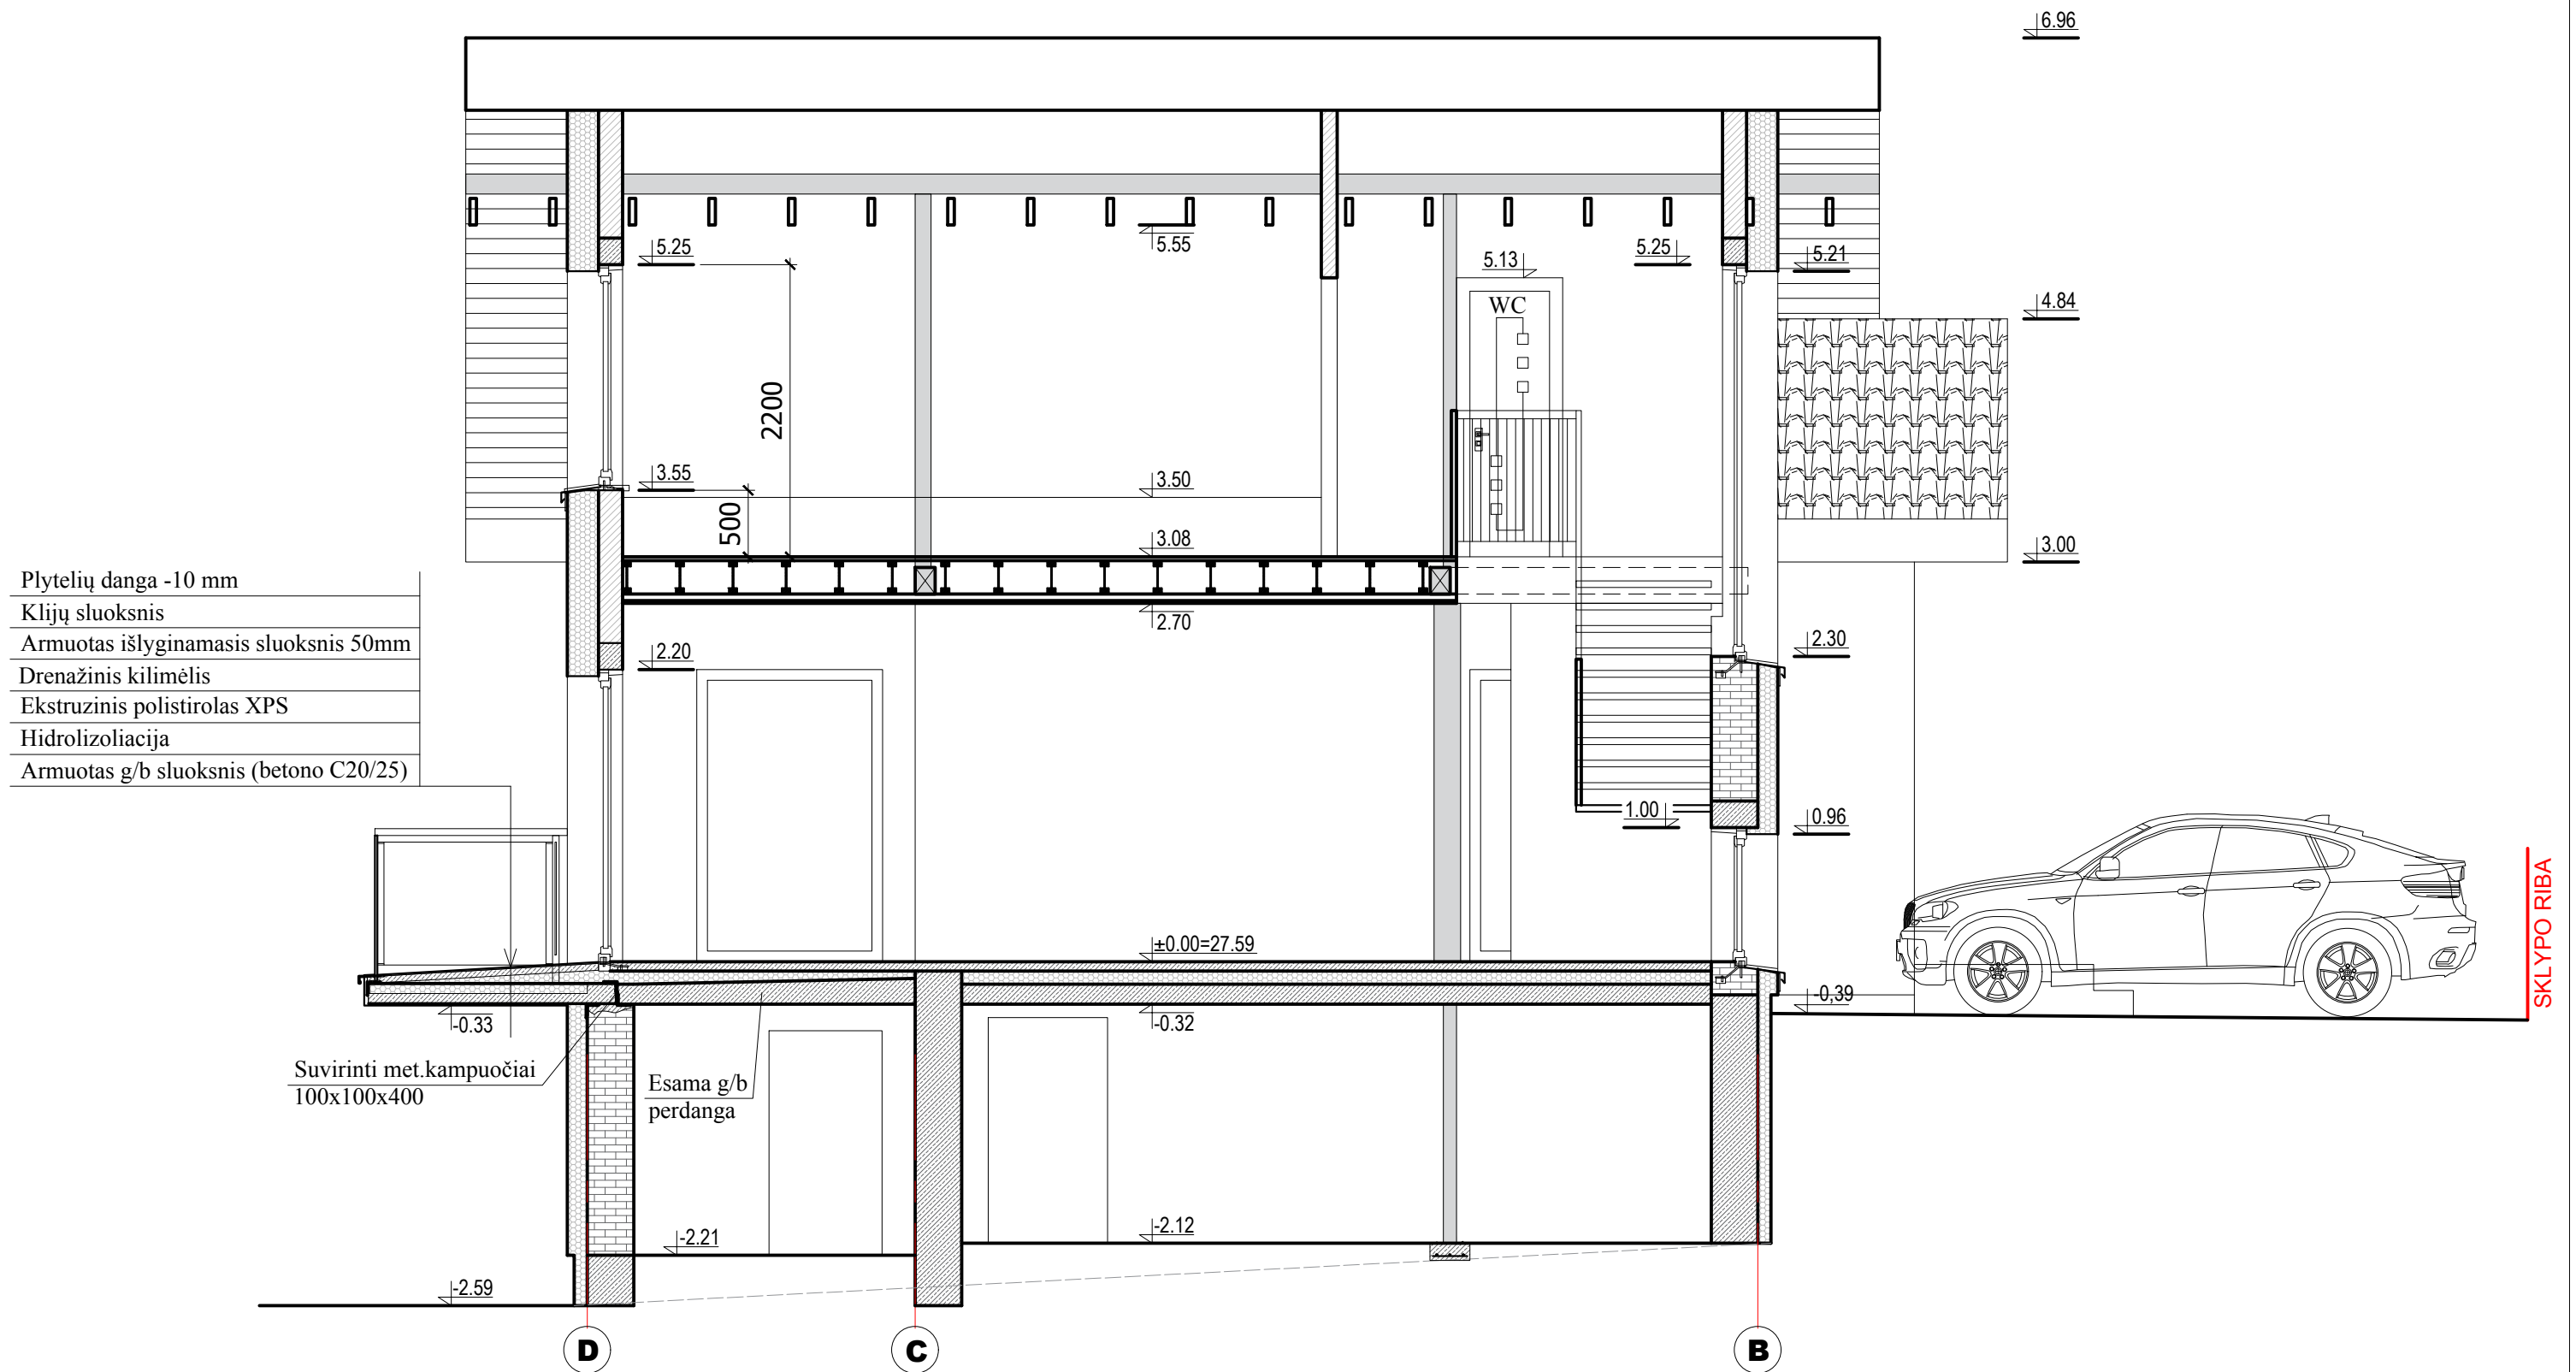 6.96
5.25
5.55
5.25
5.13
5.21
WC
4.84
2200
3.55
3.50
500
3.08
3.00
2.70
2.20
2.30
Plytelių danga -10 mm
Klijų sluoksnis
Armuotas išlyginamasis sluoksnis 50mm
Drenažinis kilimėlis
Ekstruzinis polistirolas XPS
Hidrolizoliacija
Armuotas g/b sluoksnis (betono C20/25)
1.00
0.96
SKLYPO RIBA
±0.00=27.59
-0,39
-0.33
-0.32
Suvirinti met.kampuočiai
100x100x400
Esama g/b
perdanga
-2.21
-2.12
-2.59
D
C
B